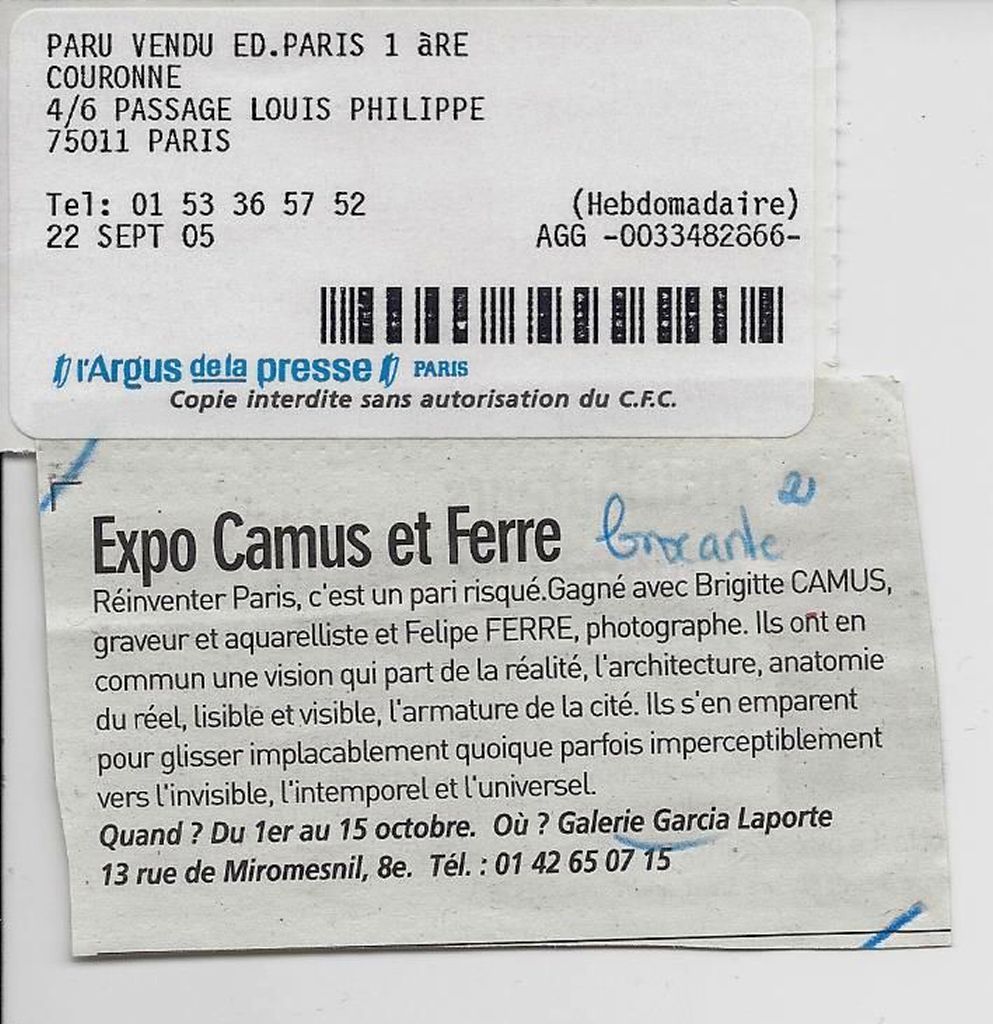 PARU VENDU ED.PARIS 1 àRE
COURONNE
4/6 PASSAGE LOUIS PHILIPPE
75011 PARIS
Tel: 01 53 36 57 52 (Hebdomadaire)
22 SEPT 05 AGG -0033482866-
l'Argus de la presse PARIS
Copie interdite sans autorisation du C.F.C.
Expo Camus et Ferre brocante 2
Réinventer Paris, c'est un pari risqué.Gagné avec Brigitte CAMUS,
graveur et aquarelliste et Felipe FERRE, photographe. Ils ont en
commun une vision qui part de la réalité, l'architecture, anatomie
du réel, lisible et visible, l'armature de la cité. Ils s'en emparent
pour glisser implacablement quoique parfois imperceptiblement
vers l'invisible, l'intemporel et l'universel.
Quand ? Du 1er au 15 octobre. Où ? Galerie Garcia Laporte
13 rue de Miromesnil, 8e. Tél. : 01 42 65 07 15